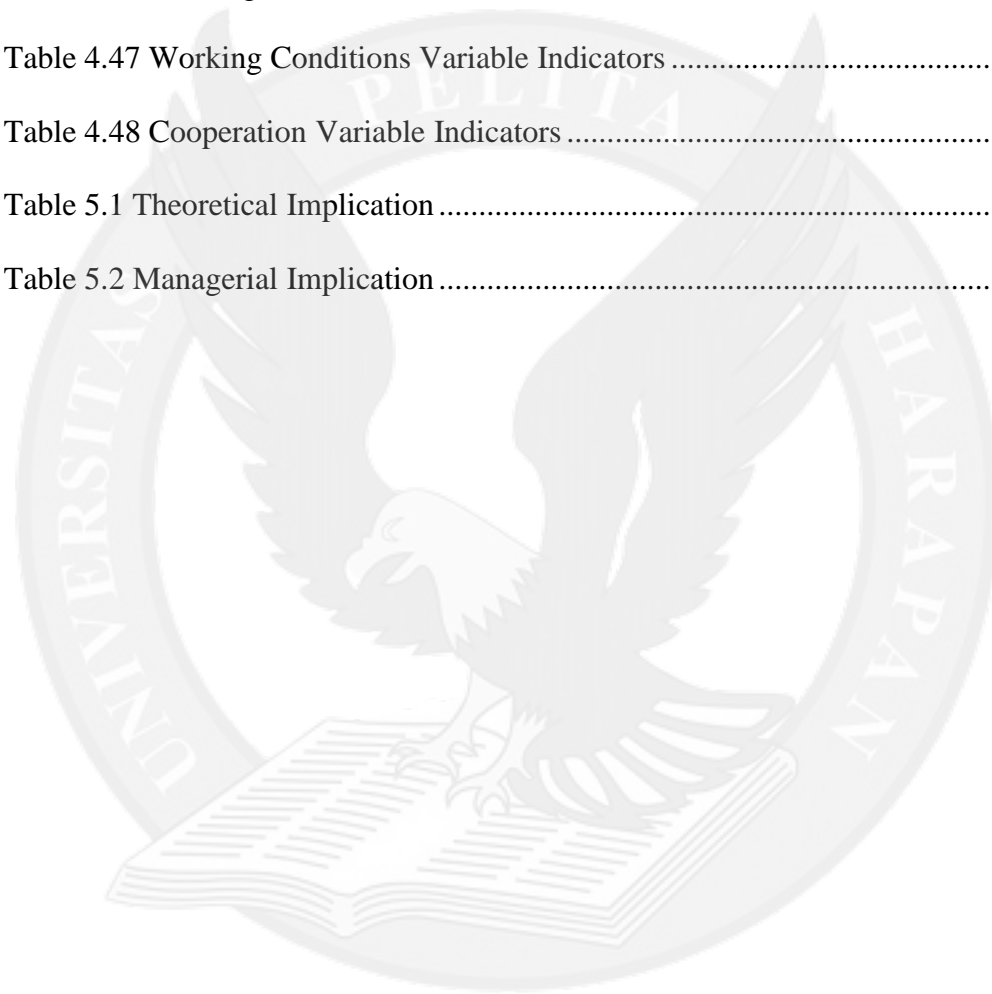 Table 4.47 Working Conditions Variable Indicators ........................................
Table 4.48 Cooperation Variable Indicators .....................................................
Table 5.1 Theoretical Implication .....................................................................
Table 5.2 Managerial Implication .....................................................................
UNIVERSITAS PELITA HARAPAN